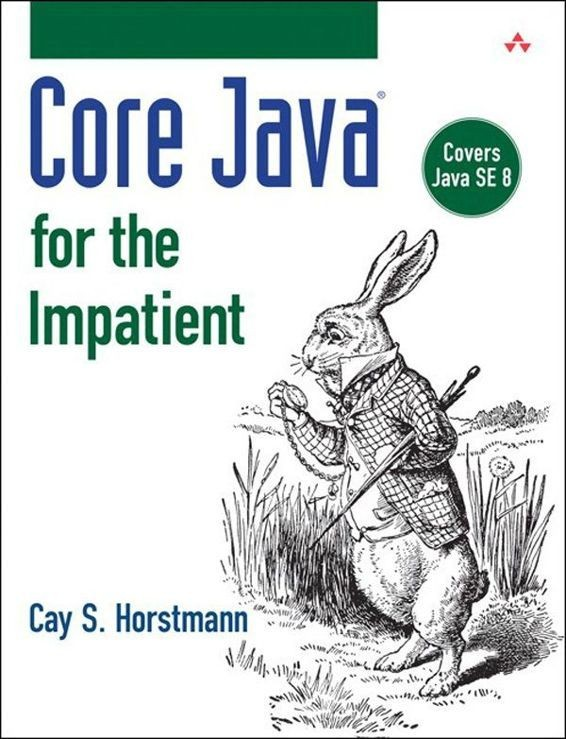 Core Java®
Covers
Java SE 8
for the
Impatient
Cay S. Horstmann